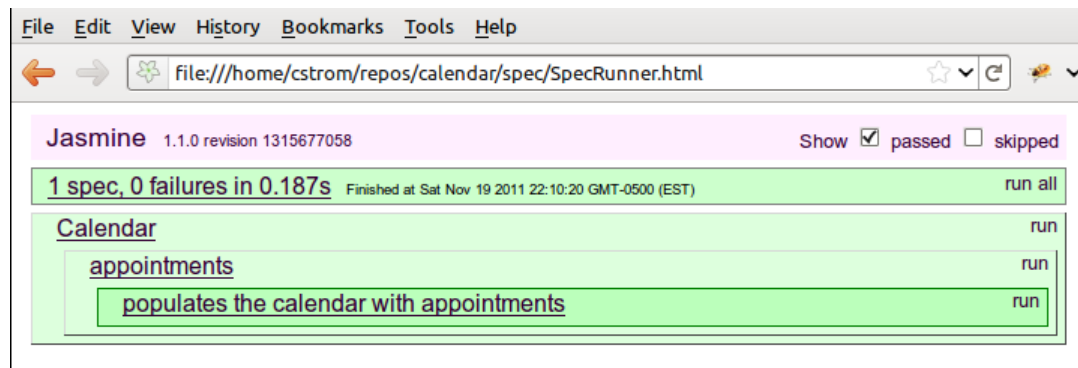 File Edit View History Bookmarks Tools Help
file:///home/cstrom/repos/calendar/spec/SpecRunner.html
Jasmine 1.1.0 revision 1315677058 Show passed skipped
1 spec, 0 failures in 0.187s Finished at Sat Nov 19 2011 22:10:20 GMT-0500 (EST) run all
Calendar run
appointments run
populates the calendar with appointments run